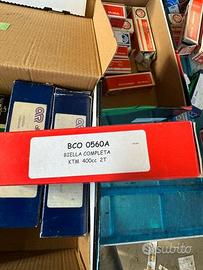 BCO 0560A
BIELLA COMPLETA
KTM 400cc 2T
subito